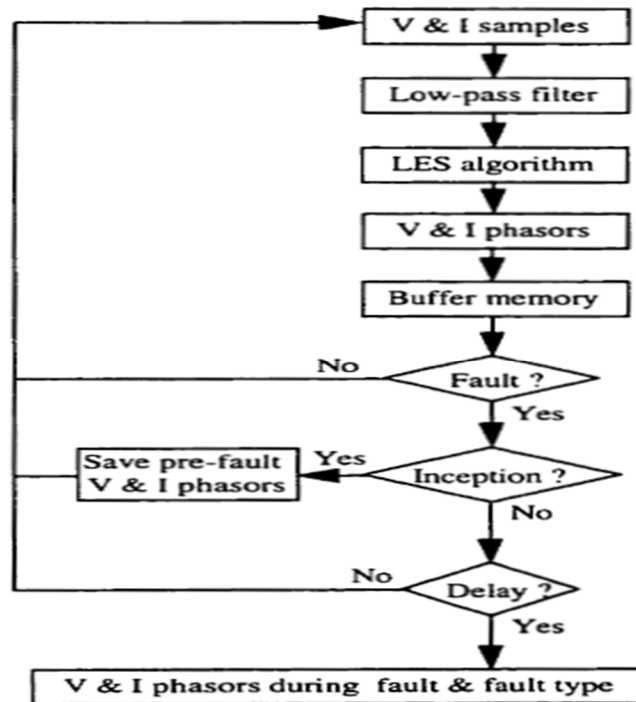 V & I samples
Low-pass filter
LES algorithm
V & I phasors
Buffer memory
No
Fault ?
Yes
Save pre-fault
V & I phasors
Yes
Inception ?
No
No
Delay ?
Yes
V & I phasors during fault & fault type